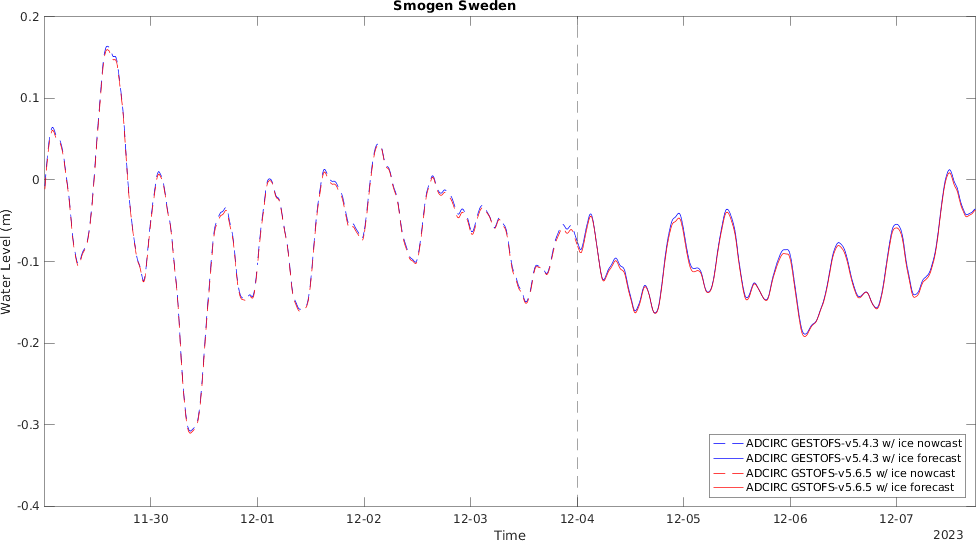 Smogen Sweden
0.2
0.1
0
-0.1
-0.2
-0.3
-0.4
Water Level (m)
ADCIRC GESTOFS-v5.4.3 w/ ice nowcast
ADCIRC GESTOFS-v5.4.3 w/ ice forecast
ADCIRC GSTOFS-v5.6.5 w/ ice nowcast
ADCIRC GSTOFS-v5.6.5 w/ ice forecast
11-30 12-01 12-02 12-03 12-04 12-05 12-06 12-07
Time
2023